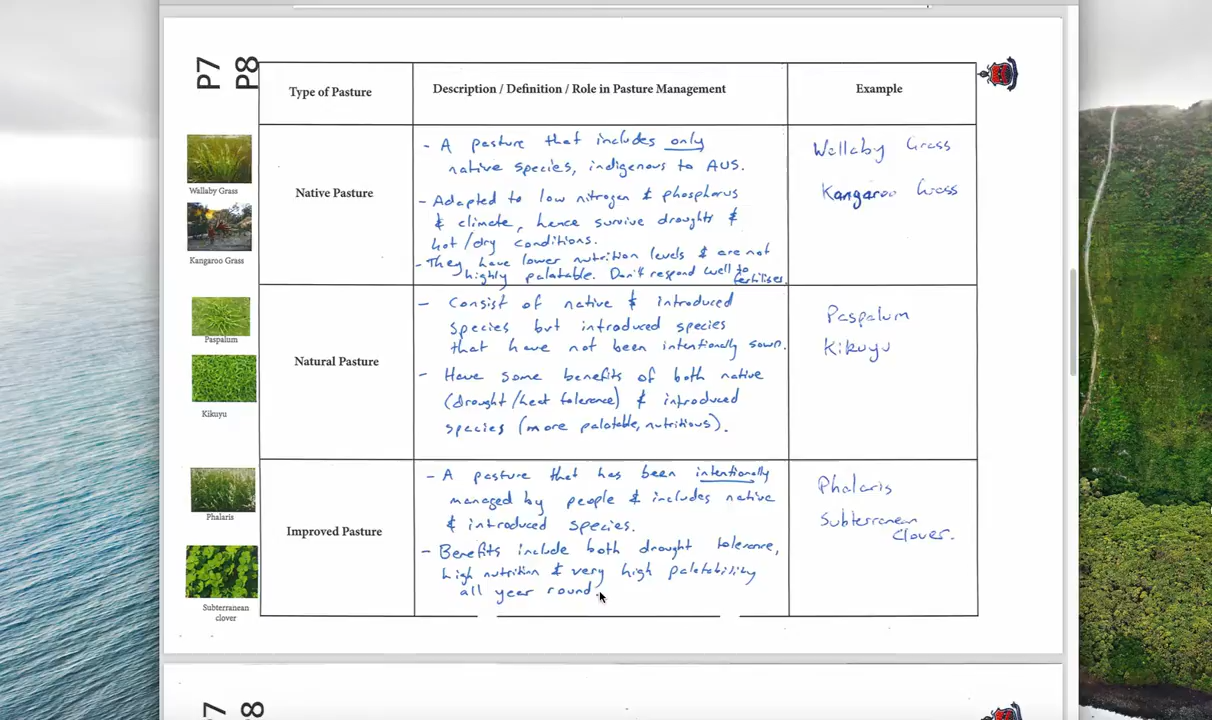 P7
P8
Type of Pasture
Description / Definition / Role in Pasture Management
Example
Wallaby Grass
Kangaroo Grass
Native Pasture
- A pasture that includes only
native species, indigenous to AUS.
- Adapted to low nitrogen & phosphorus
& climate, hence survive droughts &
hot/dry conditions.
- They have lower nutrition levels & are not
highly palatable. Don't respond well to
fertilisers.
Wallaby Grass
Kangaroo Grass
Paspalum
Kikuyu
Natural Pasture
- Consist of native & introduced
species but introduced species
that have not been intentionally sown.
- Have some benefits of both native
(drought/heat tolerance) & introduced
species (more palatable, nutritious).
Paspalum
Kikuyu
Phalaris
Subterranean
clover
Improved Pasture
- A pasture that has been intentionally
managed by people & includes native
& introduced species.
- Benefits include both drought tolerance,
high nutrition & very high palatability
all year round.
Phalaris
Subterranean
Clover.
P7
P8